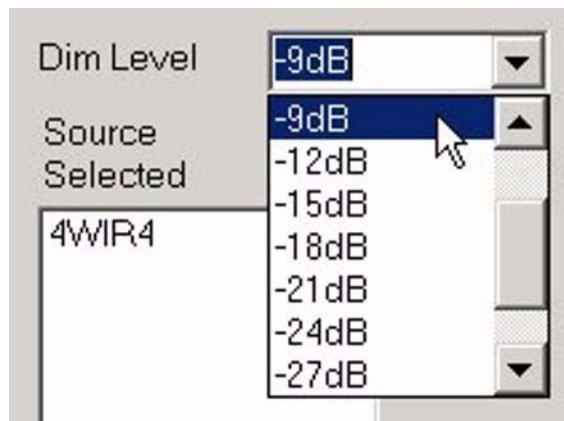 Dim Level
-9dB
-9dB
-12dB
-15dB
-18dB
-21dB
-24dB
-27dB
Source
Selected
4WIR4